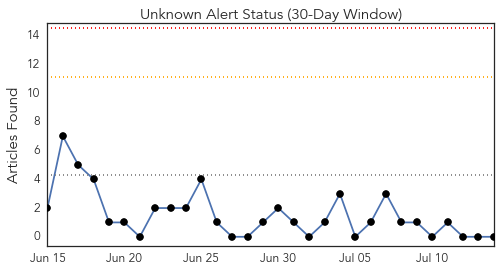 Unknown Alert Status (30-Day Window)
14
12
10
8
6
4
2
0
Articles Found
Jun 15 Jun 20 Jun 25 Jun 30 Jul 05 Jul 10